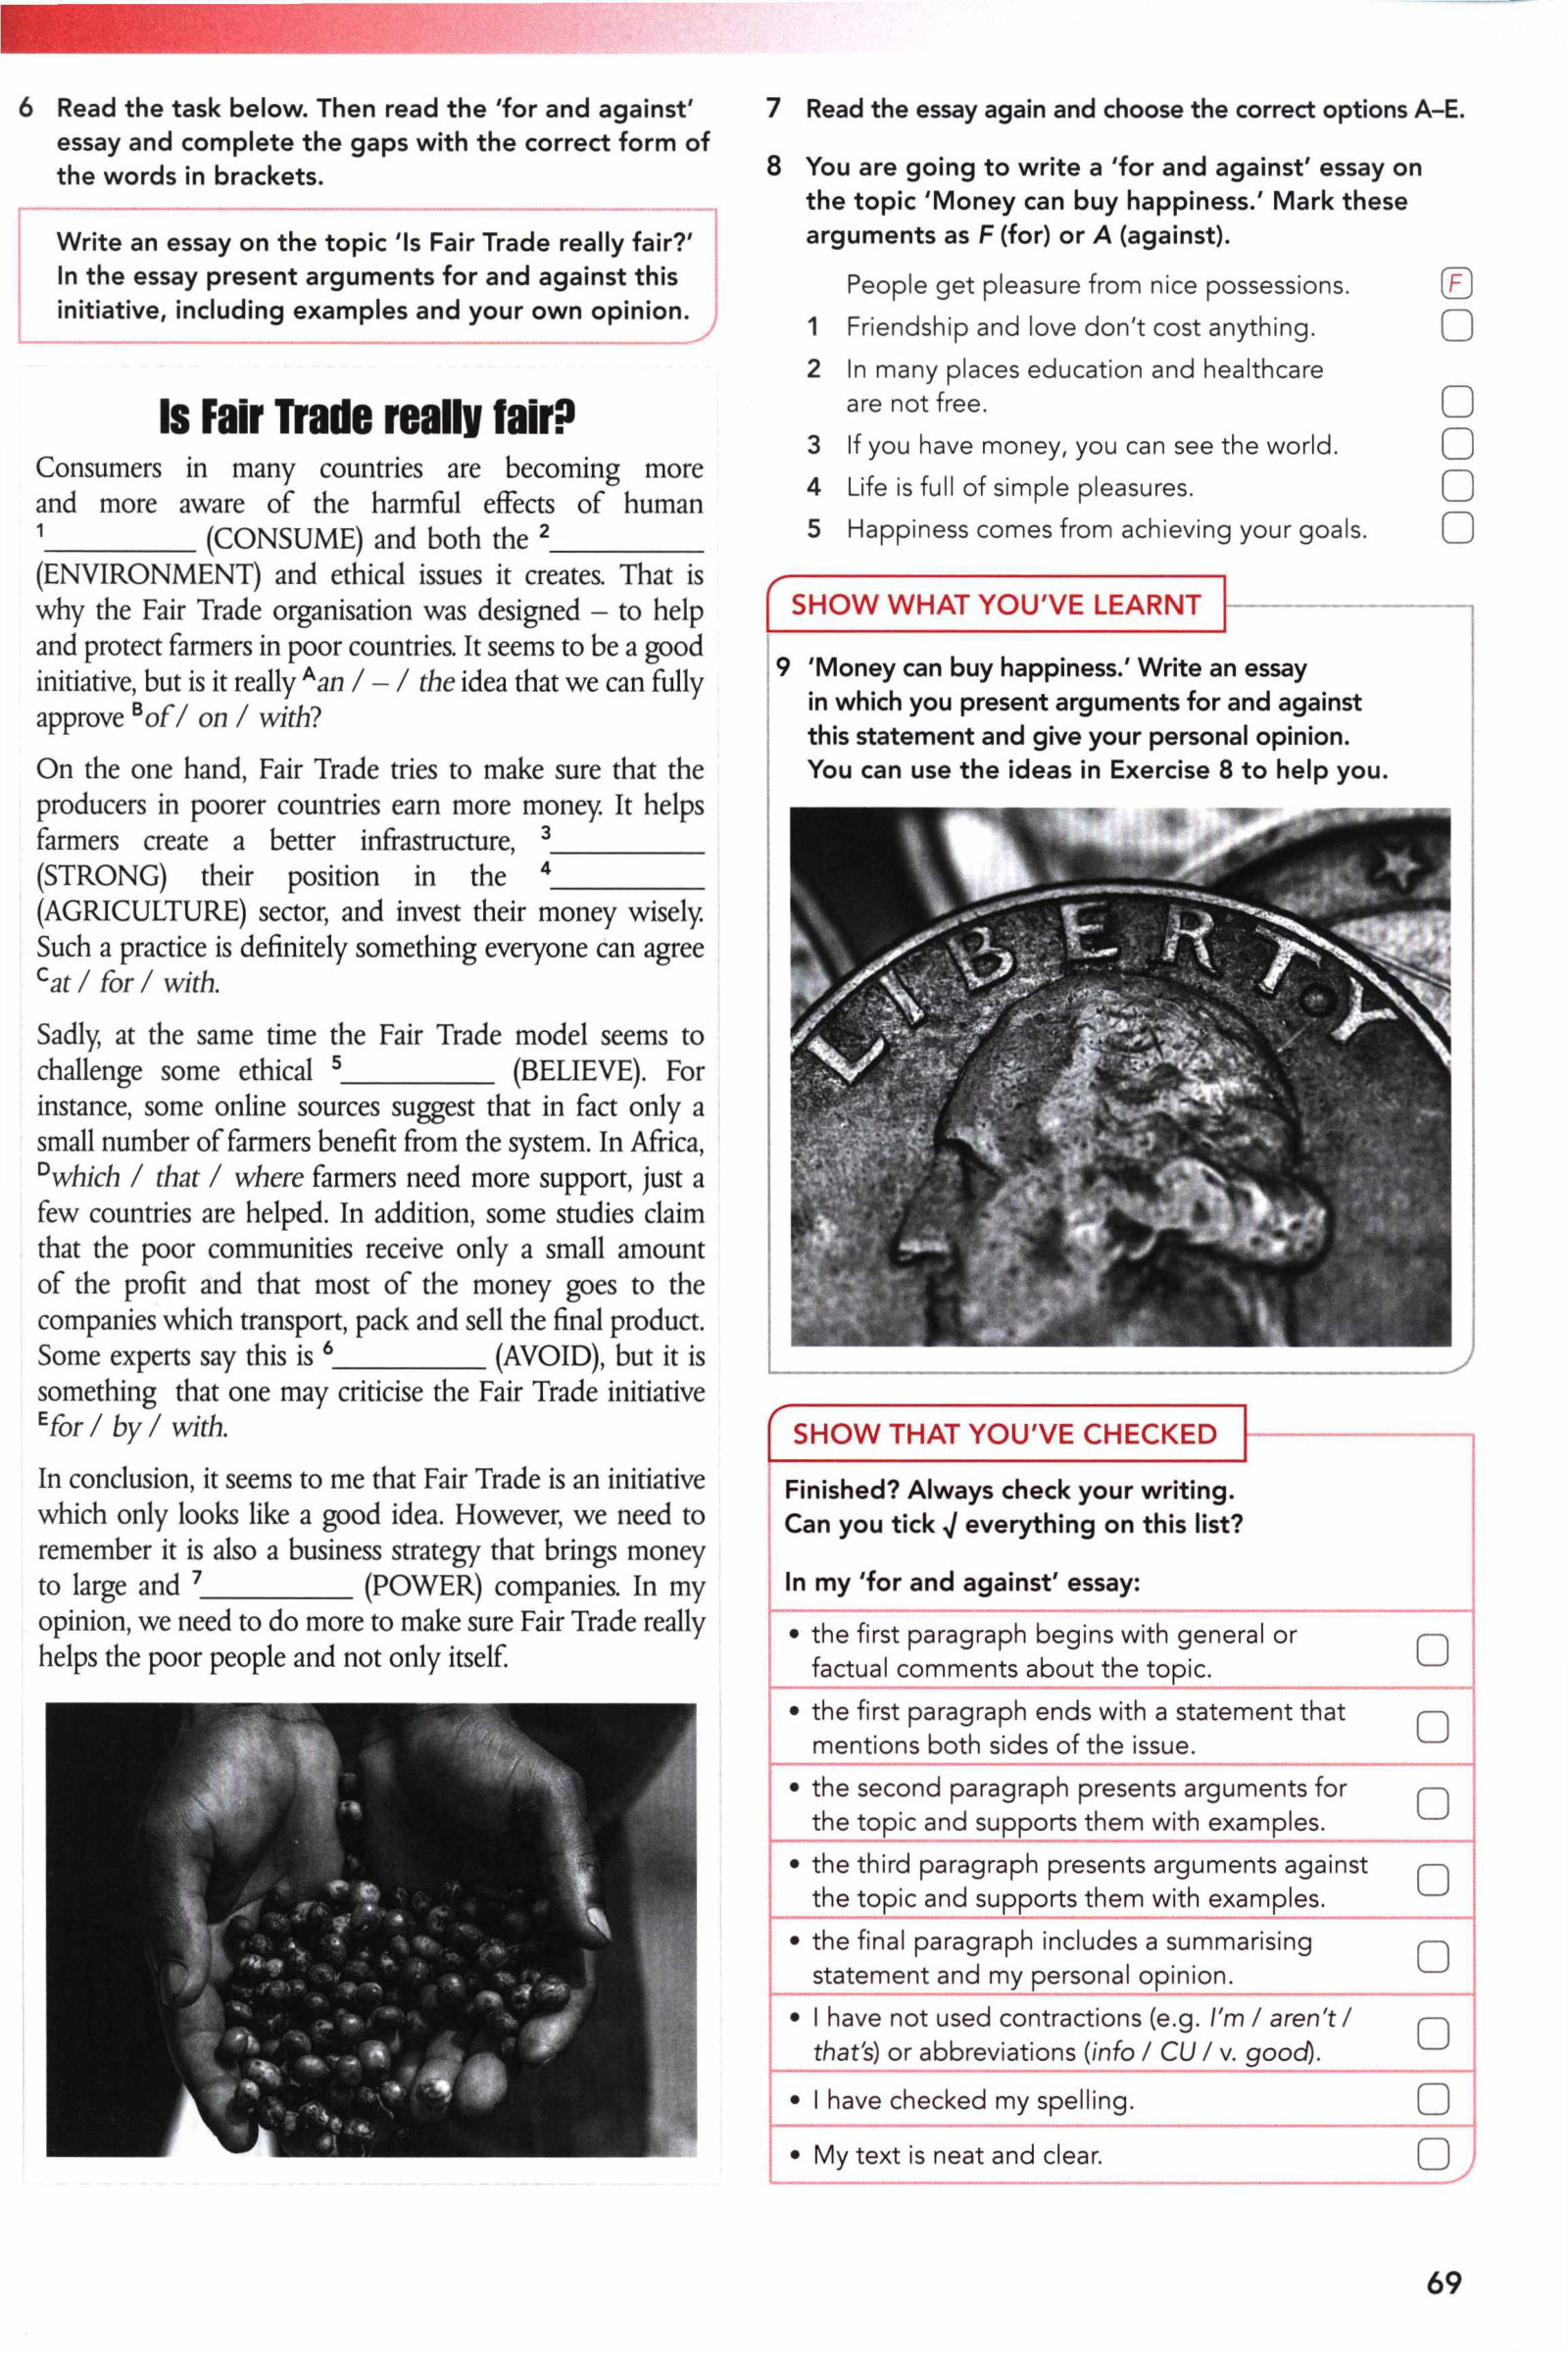 6 Read the task below. Then read the 'for and against'
essay and complete the gaps with the correct form of
the words in brackets.
Write an essay on the topic 'Is Fair Trade really fair?'
In the essay present arguments for and against this
initiative, including examples and your own opinion.
Is Fair Trade really fair?
Consumers in many countries are becoming more
and more aware of the harmful effects of human
1__________ (CONSUME) and both the 2__________
(ENVIRONMENT) and ethical issues it creates. That is
why the Fair Trade organisation was designed – to help
and protect farmers in poor countries. It seems to be a good
initiative, but is it really A an / – / the idea that we can fully
approve B of / on / with?
On the one hand, Fair Trade tries to make sure that the
producers in poorer countries earn more money. It helps
farmers create a better infrastructure, 3__________
(STRONG) their position in the 4__________
(AGRICULTURE) sector, and invest their money wisely.
Such a practice is definitely something everyone can agree
C at / for / with.
Sadly, at the same time the Fair Trade model seems to
challenge some ethical 5__________ (BELIEVE). For
instance, some online sources suggest that in fact only a
small number of farmers benefit from the system. In Africa,
D which / that / where farmers need more support, just a
few countries are helped. In addition, some studies claim
that the poor communities receive only a small amount
of the profit and that most of the money goes to the
companies which transport, pack and sell the final product.
Some experts say this is 6__________ (AVOID), but it is
something that one may criticise the Fair Trade initiative
E for / by / with.
In conclusion, it seems to me that Fair Trade is an initiative
which only looks like a good idea. However, we need to
remember it is also a business strategy that brings money
to large and 7__________ (POWER) companies. In my
opinion, we need to do more to make sure Fair Trade really
helps the poor people and not only itself.
7 Read the essay again and choose the correct options A–E.
8 You are going to write a 'for and against' essay on
the topic 'Money can buy happiness.' Mark these
arguments as F (for) or A (against).
People get pleasure from nice possessions. F
1 Friendship and love don't cost anything.
2 In many places education and healthcare
are not free.
3 If you have money, you can see the world.
4 Life is full of simple pleasures.
5 Happiness comes from achieving your goals.
SHOW WHAT YOU'VE LEARNT
9 'Money can buy happiness.' Write an essay
in which you present arguments for and against
this statement and give your personal opinion.
You can use the ideas in Exercise 8 to help you.
LIBERTY
SHOW THAT YOU'VE CHECKED
Finished? Always check your writing.
Can you tick √ everything on this list?
In my 'for and against' essay:
• the first paragraph begins with general or
factual comments about the topic.
• the first paragraph ends with a statement that
mentions both sides of the issue.
• the second paragraph presents arguments for
the topic and supports them with examples.
• the third paragraph presents arguments against
the topic and supports them with examples.
• the final paragraph includes a summarising
statement and my personal opinion.
• I have not used contractions (e.g. I'm / aren't /
that's) or abbreviations (info / CU / v. good).
• I have checked my spelling.
• My text is neat and clear.
69